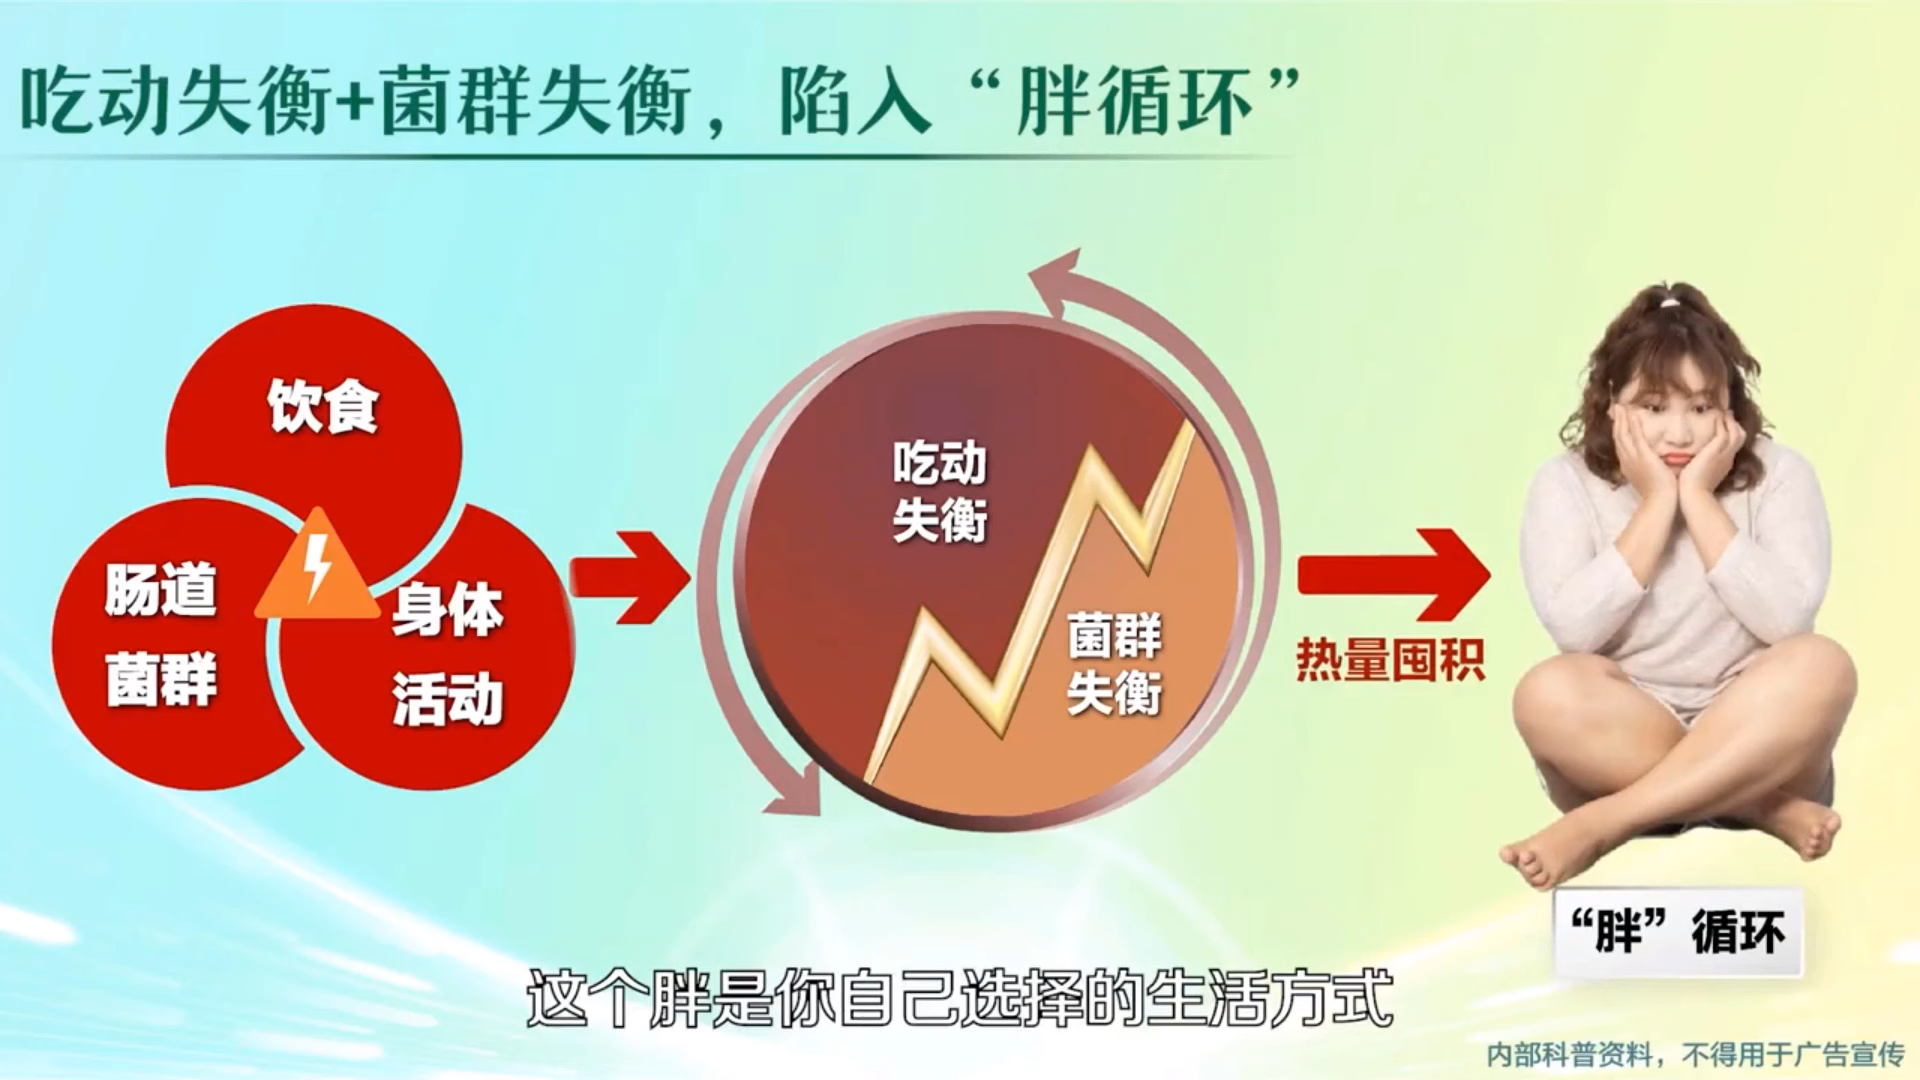 吃动失衡+菌群失衡，陷入“胖循环”
饮食
肠道
菌群
身体
活动
吃动
失衡
菌群
失衡
热量囤积
“胖”循环
这个胖是你自己选择的生活方式
内部科普资料，不得用于广告宣传